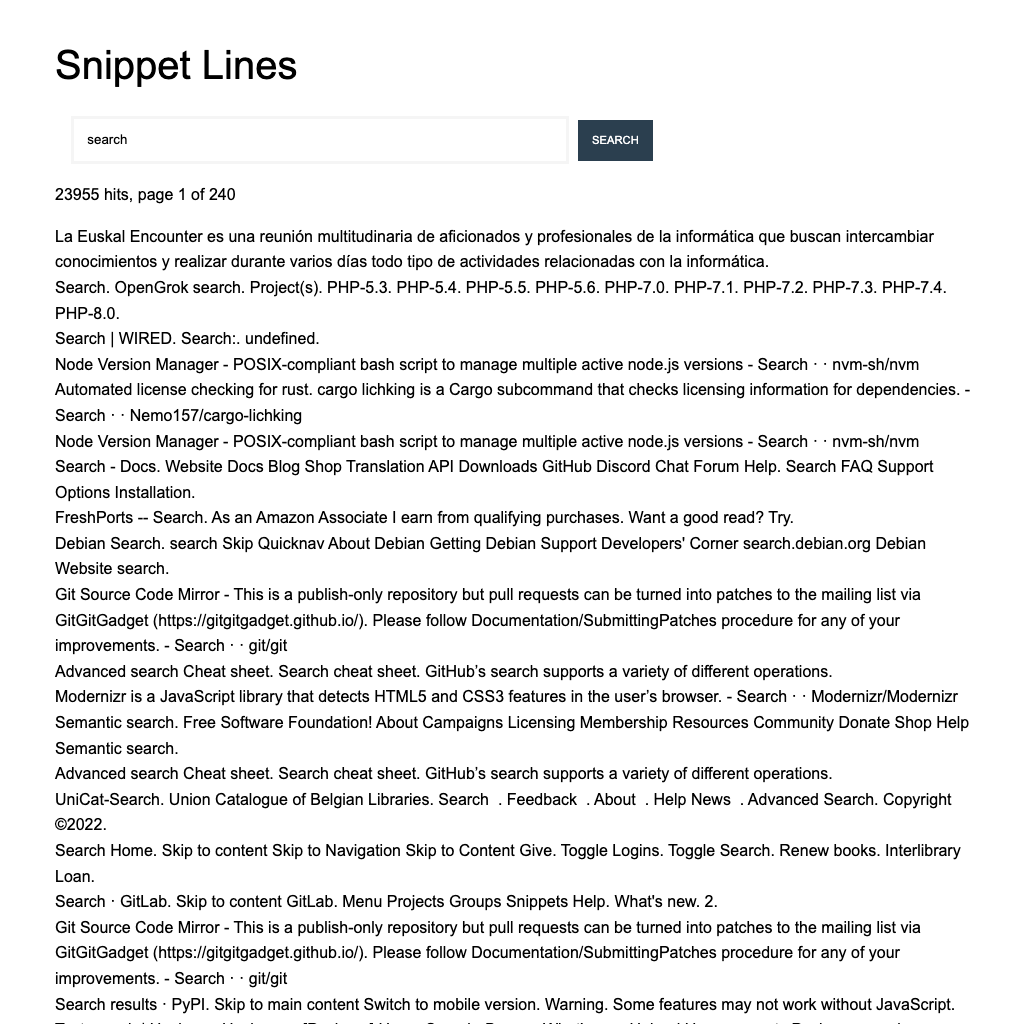 Snippet Lines
search
SEARCH
23955 hits, page 1 of 240
La Euskal Encounter es una reunión multitudinaria de aficionados y profesionales de la informática que buscan intercambiar
conocimientos y realizar durante varios días todo tipo de actividades relacionadas con la informática.
Search. OpenGrok search. Project(s). PHP-5.3. PHP-5.4. PHP-5.5. PHP-5.6. PHP-7.0. PHP-7.1. PHP-7.2. PHP-7.3. PHP-7.4.
PHP-8.0.
Search | WIRED. Search:. undefined.
Node Version Manager - POSIX-compliant bash script to manage multiple active node.js versions - Search · · nvm-sh/nvm
Automated license checking for rust. cargo lichking is a Cargo subcommand that checks licensing information for dependencies. -
Search · · Nemo157/cargo-lichking
Node Version Manager - POSIX-compliant bash script to manage multiple active node.js versions - Search · · nvm-sh/nvm
Search - Docs. Website Docs Blog Shop Translation API Downloads GitHub Discord Chat Forum Help. Search FAQ Support
Options Installation.
FreshPorts -- Search. As an Amazon Associate I earn from qualifying purchases. Want a good read? Try.
Debian Search. search Skip Quicknav About Debian Getting Debian Support Developers' Corner search.debian.org Debian
Website search.
Git Source Code Mirror - This is a publish-only repository but pull requests can be turned into patches to the mailing list via
GitGitGadget (https://gitgitgadget.github.io/). Please follow Documentation/SubmittingPatches procedure for any of your
improvements. - Search · · git/git
Advanced search Cheat sheet. Search cheat sheet. GitHub’s search supports a variety of different operations.
Modernizr is a JavaScript library that detects HTML5 and CSS3 features in the user’s browser. - Search · · Modernizr/Modernizr
Semantic search. Free Software Foundation! About Campaigns Licensing Membership Resources Community Donate Shop Help
Semantic search.
Advanced search Cheat sheet. Search cheat sheet. GitHub’s search supports a variety of different operations.
UniCat-Search. Union Catalogue of Belgian Libraries. Search . Feedback . About . Help News . Advanced Search. Copyright
©2022.
Search Home. Skip to content Skip to Navigation Skip to Content Give. Toggle Logins. Toggle Search. Renew books. Interlibrary
Loan.
Search · GitLab. Skip to content GitLab. Menu Projects Groups Snippets Help. What's new. 2.
Git Source Code Mirror - This is a publish-only repository but pull requests can be turned into patches to the mailing list via
GitGitGadget (https://gitgitgadget.github.io/). Please follow Documentation/SubmittingPatches procedure for any of your
improvements. - Search · · git/git
Search results · PyPI. Skip to main content Switch to mobile version. Warning. Some features may not work without JavaScript.